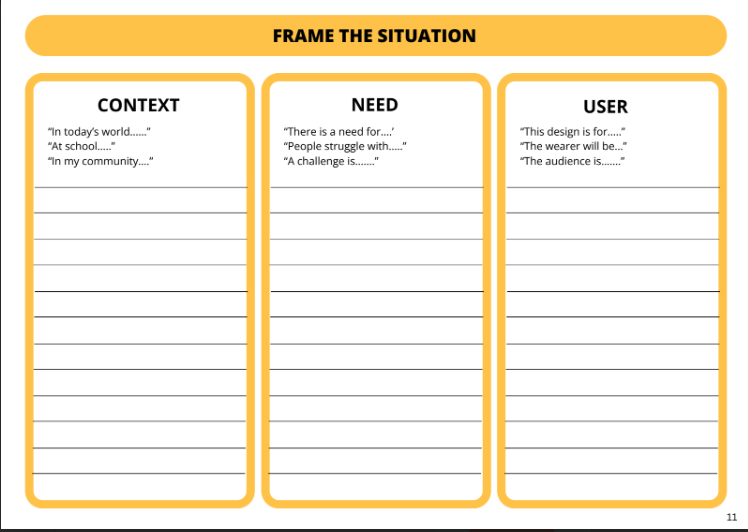 FRAME THE SITUATION
CONTEXT
"In today's world......"
"At school....."
"In my community...."
NEED
"There is a need for....'
"People struggle with....."
"A challenge is......."
USER
"This design is for....."
"The wearer will be..."
"The audience is......."
11